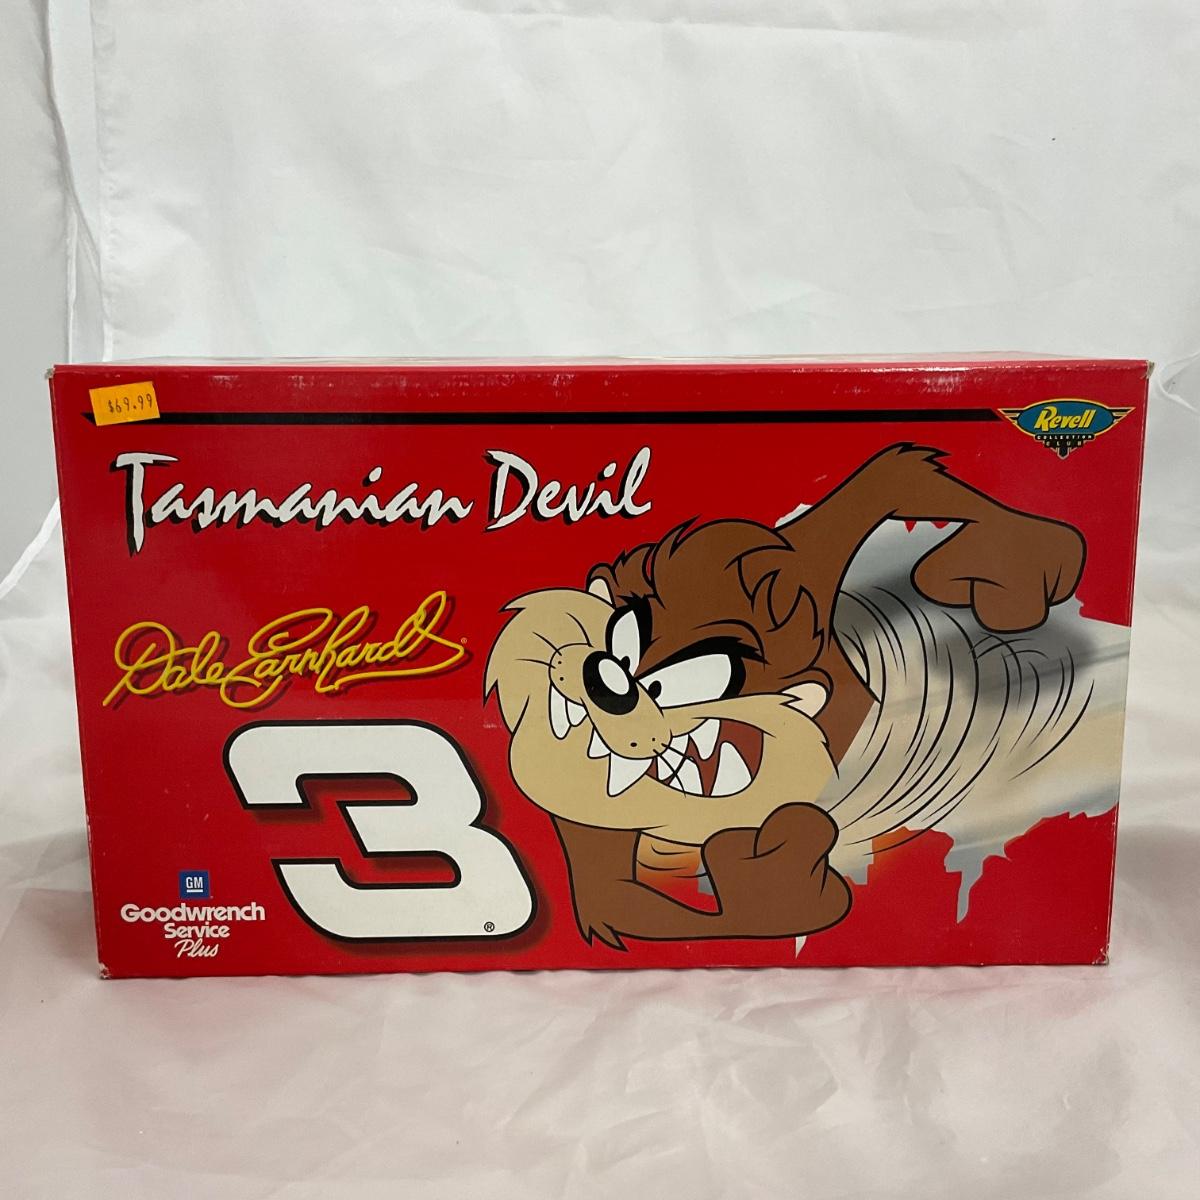 $69.99
Revell
COLLECTION
CLUB
Tasmanian Devil
Dale Earnhardt®
3®
GM
Goodwrench
Service
Plus